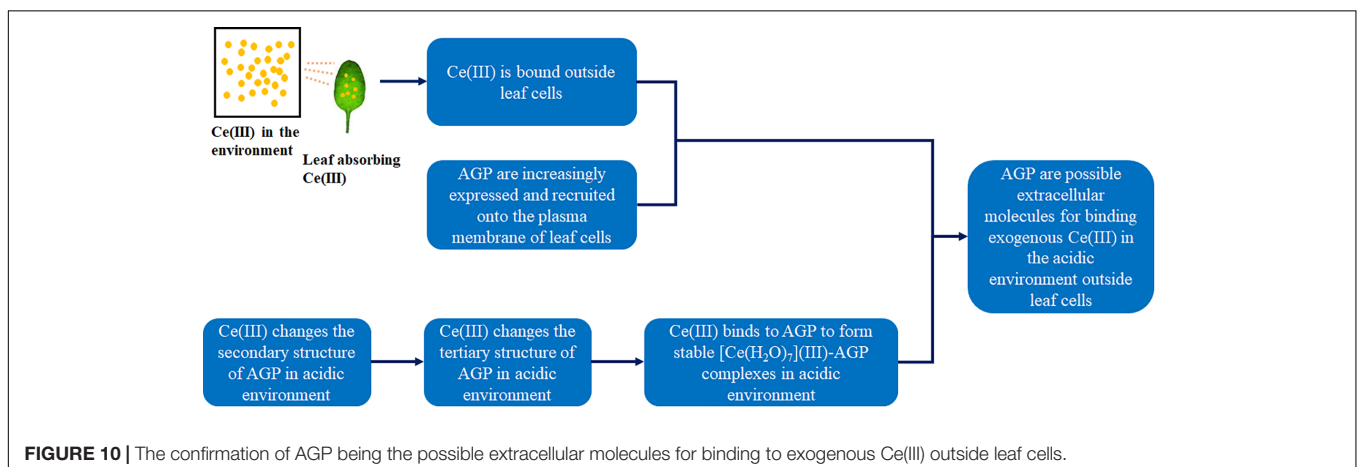 Ce(III) in the
environment
Leaf absorbing
Ce(III)
Ce(III) is bound outside
leaf cells
AGP are increasingly
expressed and recruited
onto the plasma
membrane of leaf cells
AGP are possible
extracellular
molecules for binding
exogenous Ce(III) in
the acidic
environment outside
leaf cells
Ce(III) changes the
secondary structure
of AGP in acidic
environment
Ce(III) changes the
tertiary structure of
AGP in acidic
environment
Ce(III) binds to AGP to form
stable [Ce(H₂O)₇](III)-AGP
complexes in acidic
environment
FIGURE 10 | The confirmation of AGP being the possible extracellular molecules for binding to exogenous Ce(III) outside leaf cells.